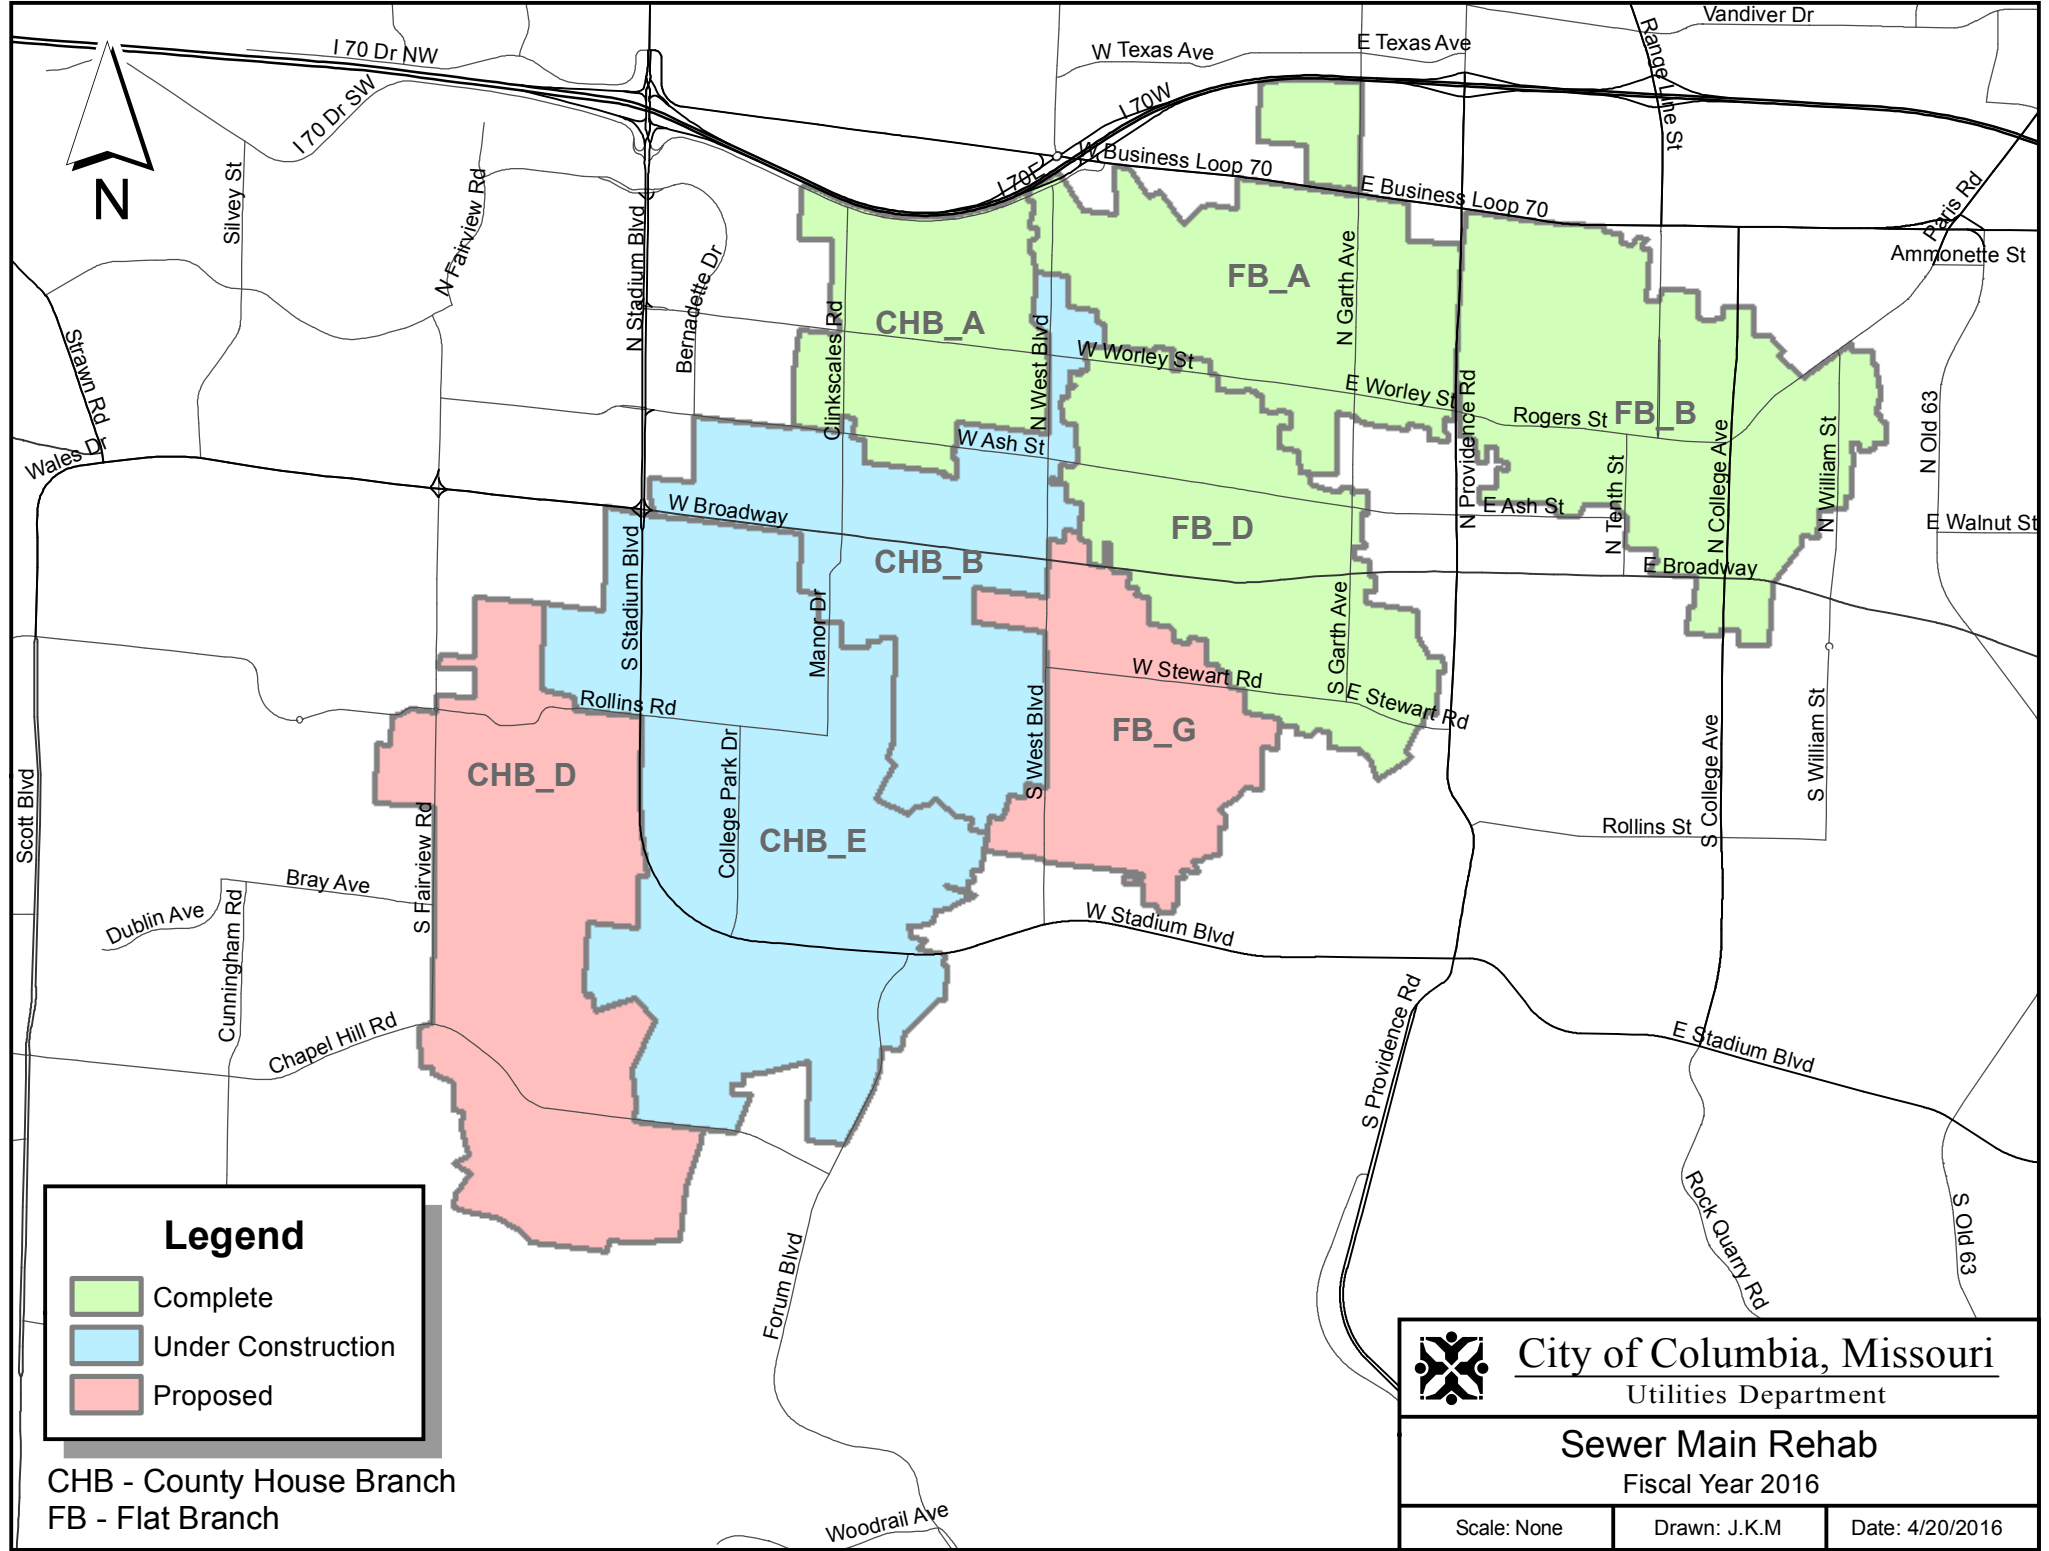 Vandiver Dr
I 70 Dr NW
W Texas Ave
E Texas Ave
Range Line St
I 70 Dr SW
I 70W
W Business Loop 70
I 70E
E Business Loop 70
N
Silvey St
N Fairview Rd
N Stadium Blvd
Bernadette Dr
Paris Rd
Ammonette St
FB_A
N Garth Ave
CHB_A
Clinkscales Rd
N West Blvd
Strawn Rd
W Worley St
E Worley St
N Providence Rd
Rogers St
FB_B
N College Ave
N William St
N Old 63
Wales Dr
W Ash St
N Tenth St
E Ash St
W Broadway
FB_D
E Walnut St
CHB_B
E Broadway
S Stadium Blvd
Manor Dr
S Garth Ave
W Stewart Rd
E Stewart Rd
Rollins Rd
S West Blvd
FB_G
CHB_D
College Park Dr
S College Ave
S William St
Scott Blvd
S Fairview Rd
CHB_E
Rollins St
Bray Ave
Dublin Ave
Cunningham Rd
W Stadium Blvd
Chapel Hill Rd
S Providence Rd
E Stadium Blvd
Rock Quarry Rd
S Old 63
Forum Blvd
Woodrail Ave
Legend
Complete
Under Construction
Proposed
CHB - County House Branch
FB - Flat Branch
City of Columbia, Missouri
Utilities Department
Sewer Main Rehab
Fiscal Year 2016
Scale: None
Drawn: J.K.M
Date: 4/20/2016